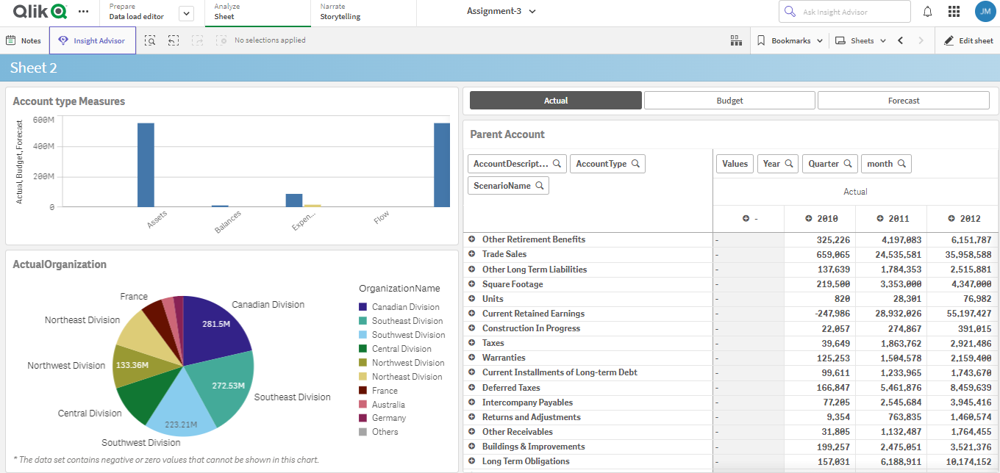 Qlik
Prepare
Data load editor
Analyze
Sheet
Narrate
Storytelling
Assignment-3
Ask Insight Advisor
JM
Notes
Insight Advisor
No selections applied
Bookmarks
Sheets
Edit sheet
Sheet 2
Account type Measures
Actual, Budget, Forecast
600M
400M
200M
0
Assets
Balances
Expen...
Flow
ActualOrganization
France
Northeast Division
Northwest Division
Central Division
Southwest Division
Canadian Division
Southeast Division
281.5M
272.53M
223.21M
133.36M
OrganizationName
Canadian Division
Southeast Division
Southwest Division
Central Division
Northwest Division
Northeast Division
France
Australia
Germany
Others
* The data set contains negative or zero values that cannot be shown in this chart.
Actual Budget Forecast
Parent Account
AccountDescript... AccountType
ScenarioName
Values Year Quarter month
Actual
- 2010 2011 2012
Other Retirement Benefits - 325,226 4,197,083 6,151,787
Trade Sales - 659,065 24,535,581 35,958,588
Other Long Term Liabilities - 137,639 1,784,353 2,515,881
Square Footage - 219,500 3,353,000 4,347,000
Units - 820 28,301 76,982
Current Retained Earnings - -247,986 28,932,026 55,197,427
Construction In Progress - 22,057 274,867 391,015
Taxes - 39,649 1,863,762 2,921,486
Warranties - 125,253 1,504,578 2,159,400
Current Installments of Long-term Debt - 99,611 1,233,965 1,743,670
Deferred Taxes - 166,847 5,461,876 8,459,639
Intercompany Payables - 77,205 2,545,684 3,945,416
Returns and Adjustments - 9,354 763,835 1,460,574
Other Receivables - 31,805 1,132,487 1,764,455
Buildings & Improvements - 199,257 2,475,051 3,521,376
Long Term Obligations - 157,031 6,188,911 10,174,152